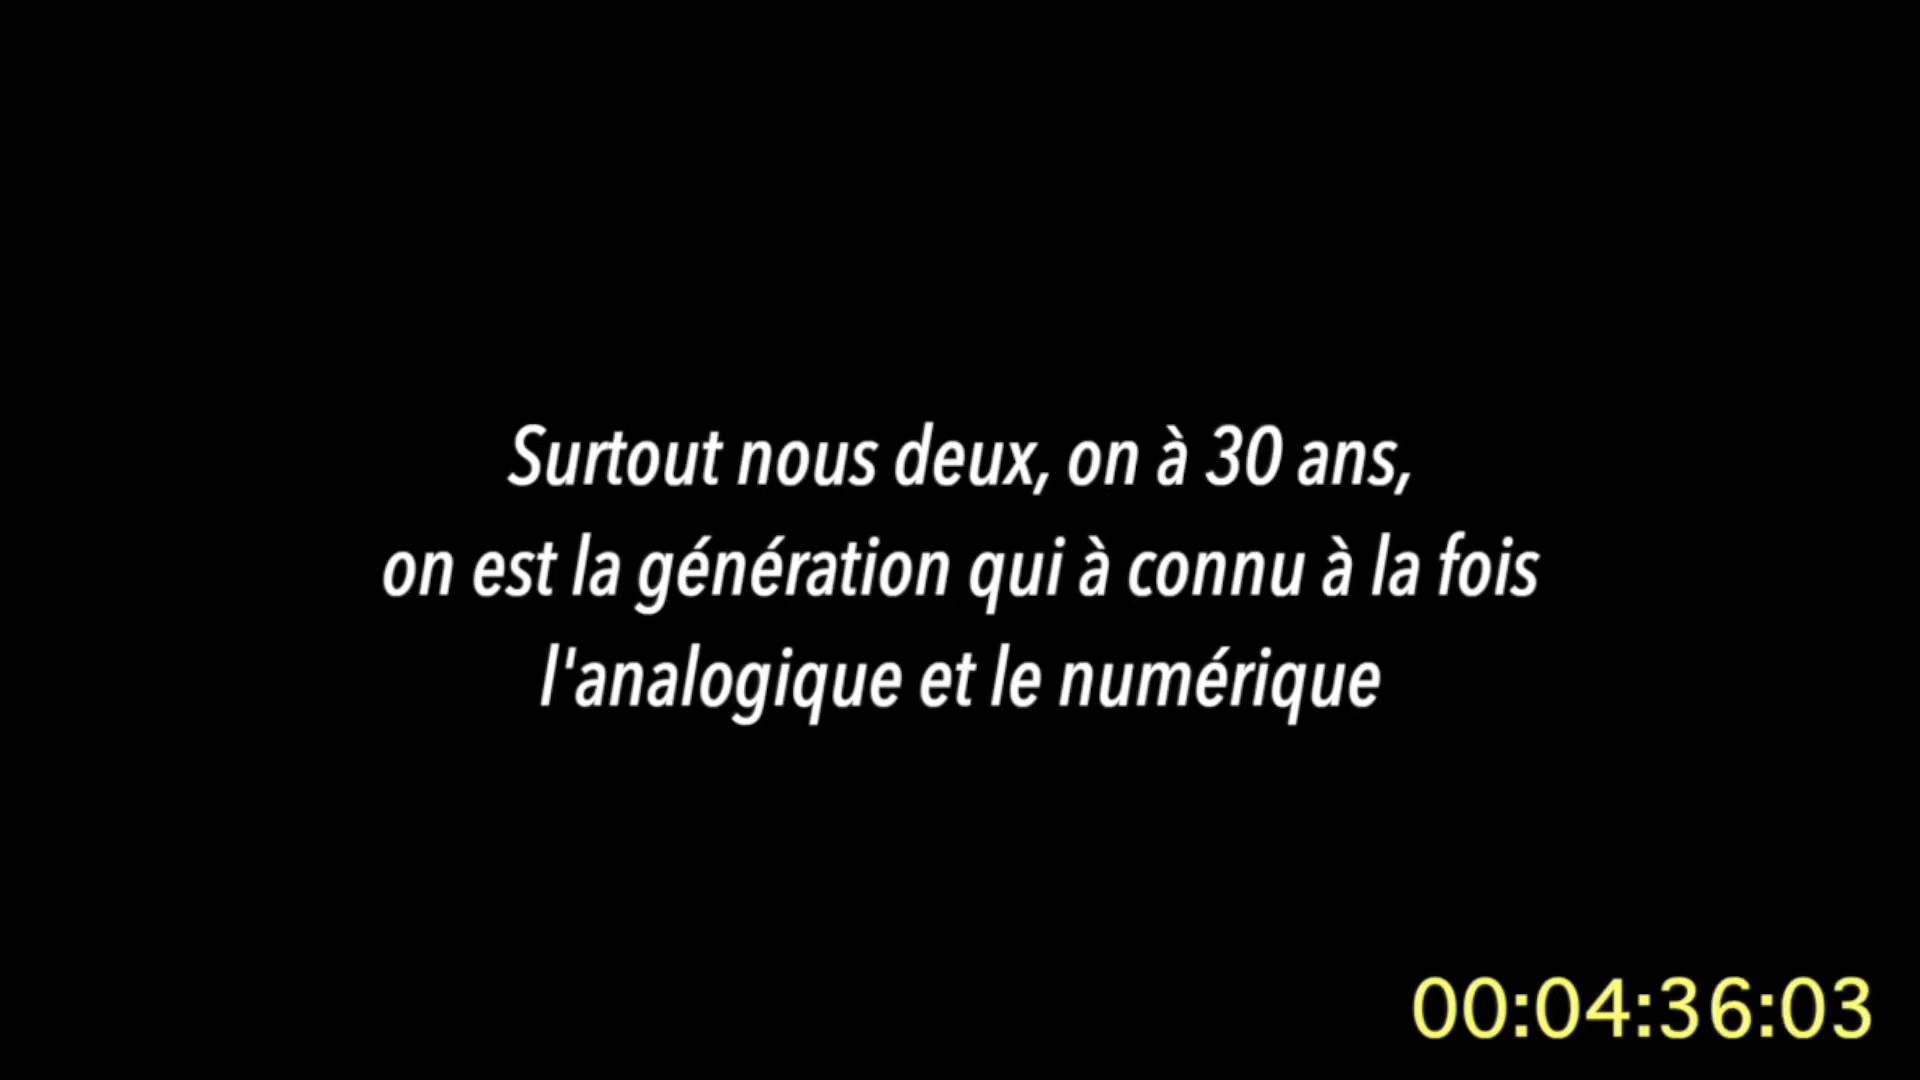 Surtout nous deux, on à 30 ans,
on est la génération qui à connu à la fois
l'analogique et le numérique
00:04:36:03